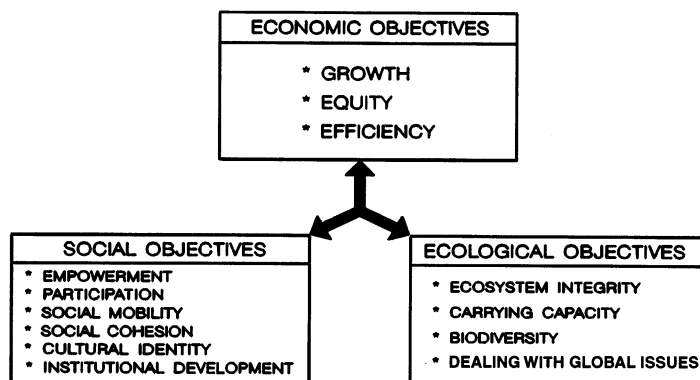 ECONOMIC OBJECTIVES
* GROWTH
* EQUITY
* EFFICIENCY
SOCIAL OBJECTIVES
* EMPOWERMENT
* PARTICIPATION
* SOCIAL MOBILITY
* SOCIAL COHESION
* CULTURAL IDENTITY
* INSTITUTIONAL DEVELOPMENT
ECOLOGICAL OBJECTIVES
* ECOSYSTEM INTEGRITY
* CARRYING CAPACITY
* BIODIVERSITY
* DEALING WITH GLOBAL ISSUES